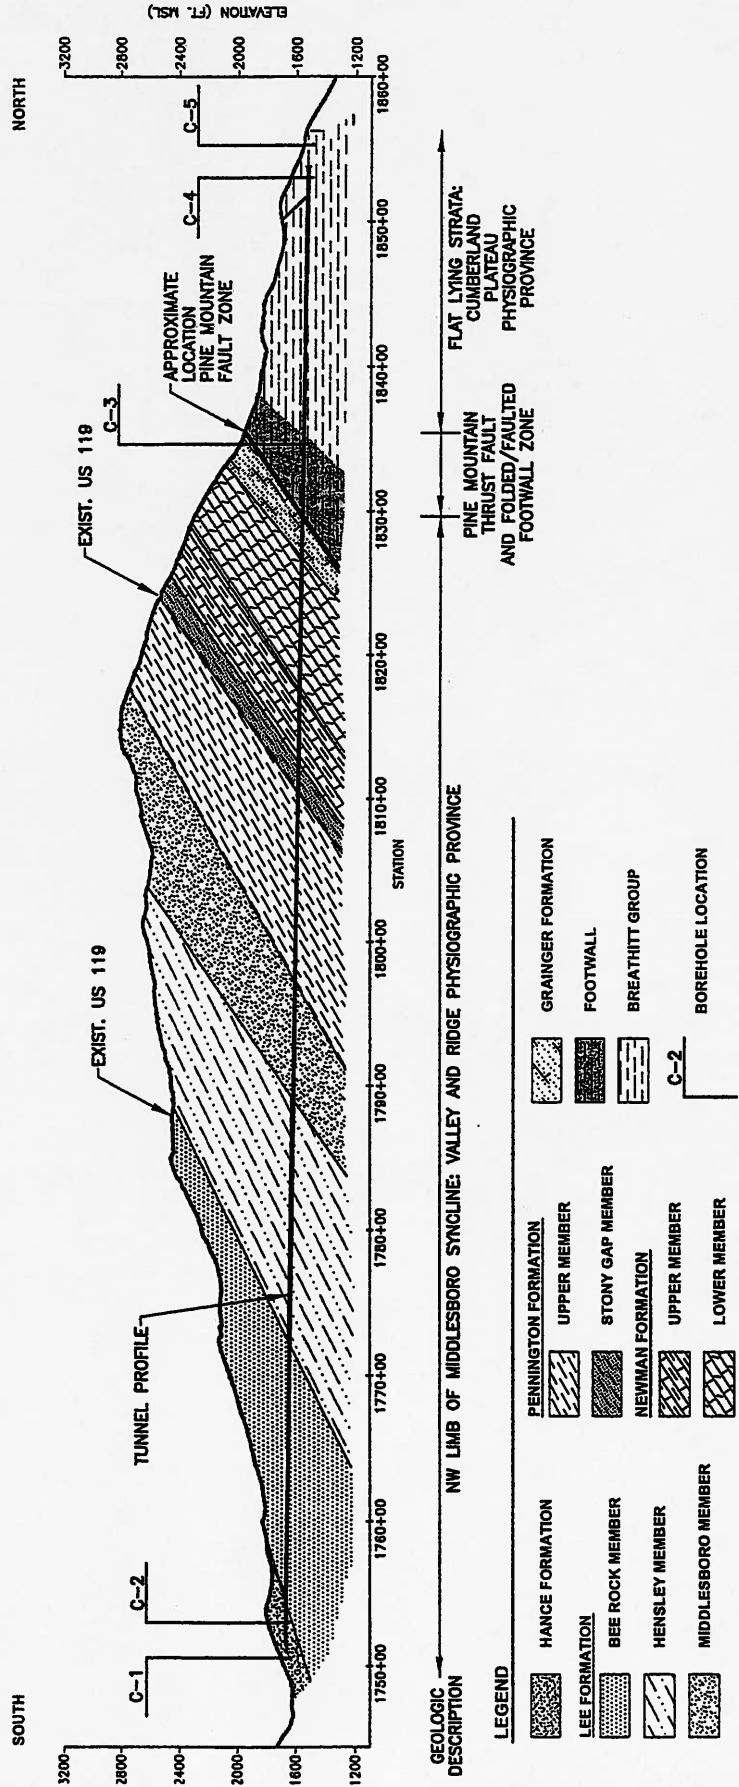 SOUTH
NORTH
3200
2800
2400
2000
1600
1200
3200
2800
2400
2000
1600
1200
ELEVATION (FT. MSL)
C-1
C-2
TUNNEL PROFILE
EXIST. US 119
EXIST. US 119
C-3
APPROXIMATE
LOCATION
PINE MOUNTAIN
FAULT ZONE
C-4
C-5
1750+00
1760+00
1770+00
1780+00
1790+00
1800+00
1810+00
1820+00
1830+00
1840+00
1850+00
1860+00
STATION
GEOLOGIC
DESCRIPTION
NW LIMB OF MIDDLESBORO SYNCLINE: VALLEY AND RIDGE PHYSIOGRAPHIC PROVINCE
PINE MOUNTAIN
THRUST FAULT
AND FOLDED/FAULTED
FOOTWALL ZONE
FLAT LYING STRATA:
CUMBERLAND
PLATEAU
PHYSIOGRAPHIC
PROVINCE
LEGEND
HANCE FORMATION
LEE FORMATION
BEE ROCK MEMBER
HENSLEY MEMBER
MIDDLESBORO MEMBER
PENNINGTON FORMATION
UPPER MEMBER
STONY GAP MEMBER
NEWMAN FORMATION
UPPER MEMBER
LOWER MEMBER
GRAINGER FORMATION
FOOTWALL
BREATHITT GROUP
C-2
BOREHOLE LOCATION